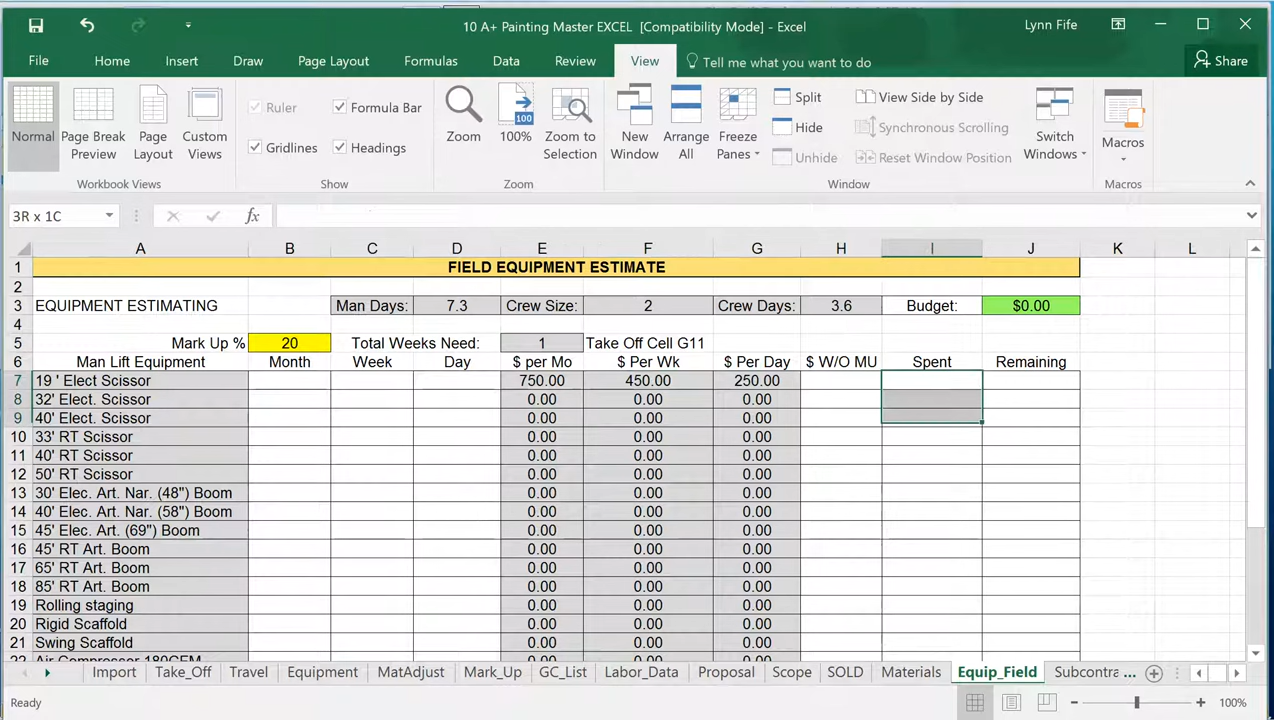 10 A+ Painting Master EXCEL [Compatibility Mode] - Excel
Lynn Fife
File Home Insert Draw Page Layout Formulas Data Review View Tell me what you want to do Share
Normal
Page Break Preview
Page Layout
Custom Views
Workbook Views
Ruler
Formula Bar
Gridlines
Headings
Show
Zoom
100
100%
Zoom to Selection
Zoom
New Window
Arrange All
Freeze Panes
Split
Hide
Unhide
View Side by Side
Synchronous Scrolling
Reset Window Position
Window
Switch Windows
Macros
Macros
3R x 1C fx
A B C D E F G H I J K L
1 FIELD EQUIPMENT ESTIMATE
2
3 EQUIPMENT ESTIMATING Man Days: 7.3 Crew Size: 2 Crew Days: 3.6 Budget: $0.00
4
5 Mark Up % 20 Total Weeks Need: 1 Take Off Cell G11
6 Man Lift Equipment Month Week Day $ per Mo $ Per Wk $ Per Day $ W/O MU Spent Remaining
7 19 ' Elect Scissor 750.00 450.00 250.00
8 32' Elect. Scissor 0.00 0.00 0.00
9 40' Elect. Scissor 0.00 0.00 0.00
10 33' RT Scissor 0.00 0.00 0.00
11 40' RT Scissor 0.00 0.00 0.00
12 50' RT Scissor 0.00 0.00 0.00
13 30' Elec. Art. Nar. (48") Boom 0.00 0.00 0.00
14 40' Elec. Art. Nar. (58") Boom 0.00 0.00 0.00
15 45' Elec. Art. (69") Boom 0.00 0.00 0.00
16 45' RT Art. Boom 0.00 0.00 0.00
17 65' RT Art. Boom 0.00 0.00 0.00
18 85' RT Art. Boom 0.00 0.00 0.00
19 Rolling staging 0.00 0.00 0.00
20 Rigid Scaffold 0.00 0.00 0.00
21 Swing Scaffold 0.00 0.00 0.00
22 Air Compressor 180CFM 0.00 0.00 0.00
Import Take_Off Travel Equipment MatAdjust Mark_Up GC_List Labor_Data Proposal Scope SOLD Materials Equip_Field Subcontra ...
Ready 100%